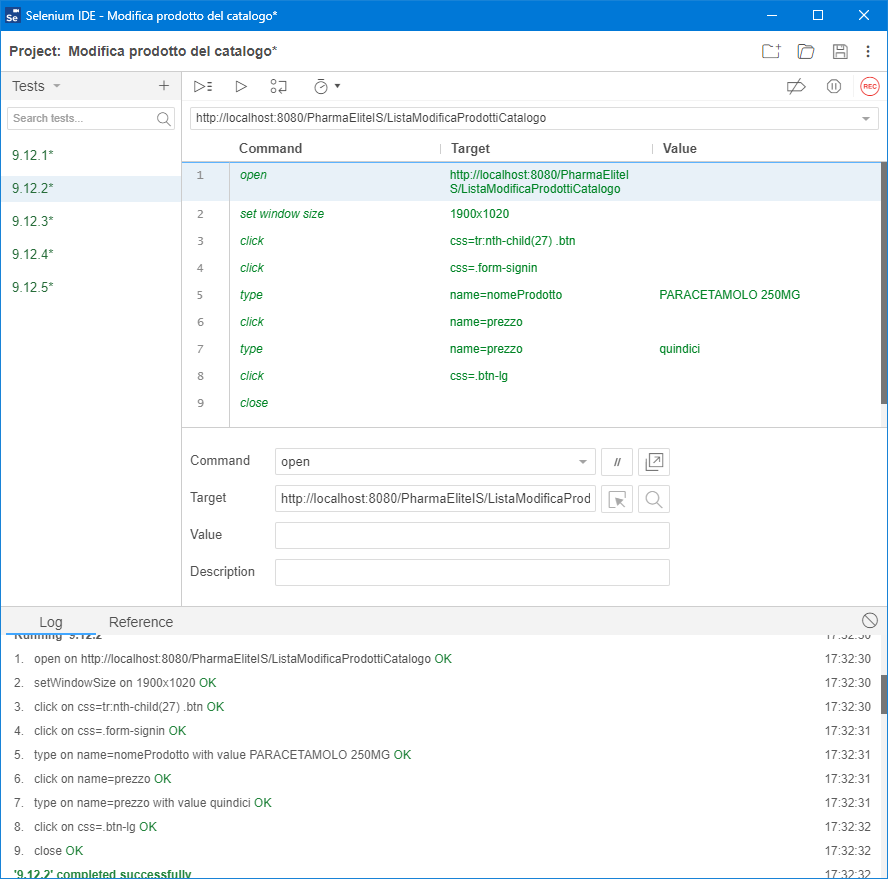 Se Selenium IDE - Modifica prodotto del catalogo*
Project: Modifica prodotto del catalogo*
Tests
Search tests...
9.12.1*
9.12.2*
9.12.3*
9.12.4*
9.12.5*
REC
http://localhost:8080/PharmaEliteIS/ListaModificaProdottiCatalogo
Command Target Value
1 open http://localhost:8080/PharmaEliteI
S/ListaModificaProdottiCatalogo
2 set window size 1900x1020
3 click css=tr:nth-child(27) .btn
4 click css=.form-signin
5 type name=nomeProdotto PARACETAMOLO 250MG
6 click name=prezzo
7 type name=prezzo quindici
8 click css=.btn-lg
9 close
Command open //
Target http://localhost:8080/PharmaEliteIS/ListaModificaProd
Value
Description
Log Reference
Running '9.12.2' 17:32:30
1. open on http://localhost:8080/PharmaEliteIS/ListaModificaProdottiCatalogo OK 17:32:30
2. setWindowSize on 1900x1020 OK 17:32:30
3. click on css=tr:nth-child(27) .btn OK 17:32:30
4. click on css=.form-signin OK 17:32:31
5. type on name=nomeProdotto with value PARACETAMOLO 250MG OK 17:32:31
6. click on name=prezzo OK 17:32:31
7. type on name=prezzo with value quindici OK 17:32:31
8. click on css=.btn-lg OK 17:32:32
9. close OK 17:32:32
'9.12.2' completed successfully 17:32:32